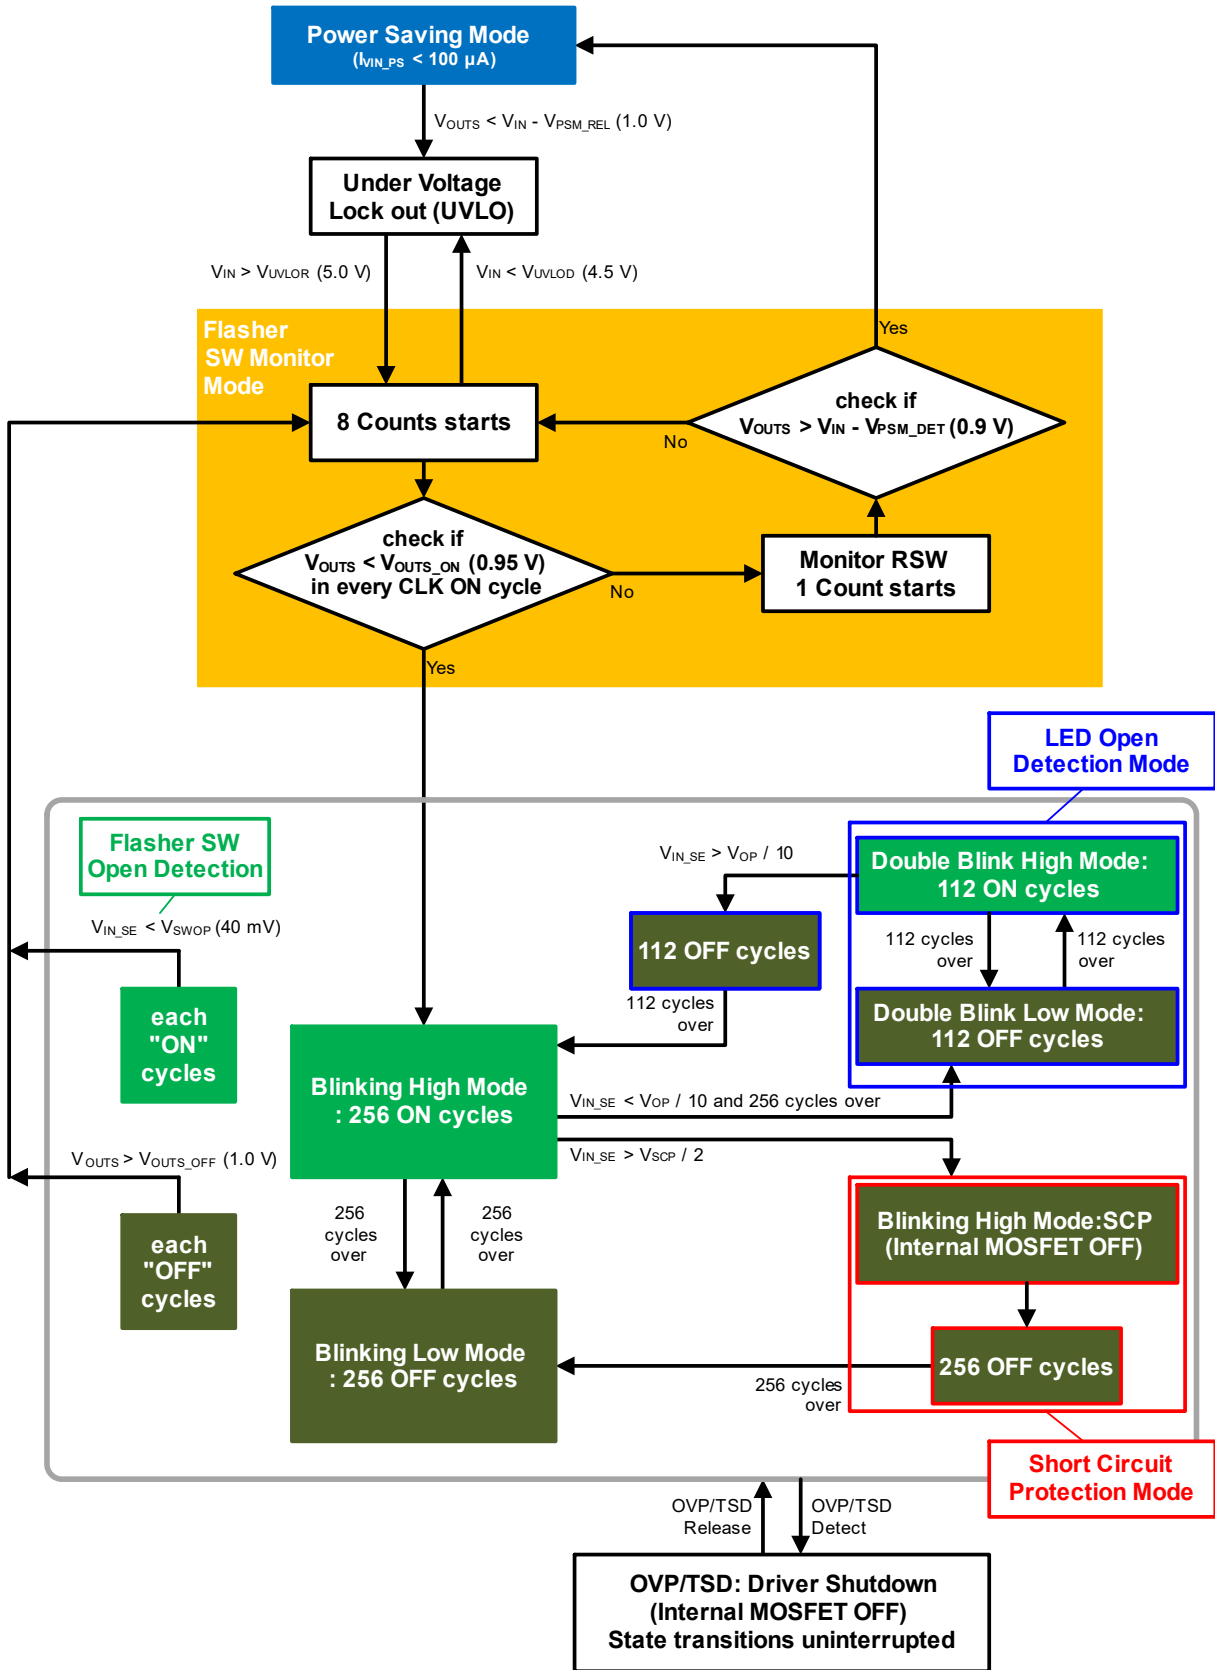 Power Saving Mode
(IVIN_PS < 100 µA)
VOUTS < VIN - VPSM_REL (1.0 V)
Under Voltage
Lock out (UVLO)
VIN > VUVLOR (5.0 V)
VIN < VUVLOD (4.5 V)
Flasher
SW Monitor
Mode
Yes
8 Counts starts
check if
VOUTS > VIN - VPSM_DET (0.9 V)
No
check if
VOUTS < VOUTS_ON (0.95 V)
in every CLK ON cycle
No
Monitor RSW
1 Count starts
Yes
LED Open
Detection Mode
Flasher SW
Open Detection
VIN_SE > VOP / 10
Double Blink High Mode:
112 ON cycles
VIN_SE < VSWOP (40 mV)
112 OFF cycles
112 cycles
over
112 cycles
over
each
"ON"
cycles
112 cycles
over
Double Blink Low Mode:
112 OFF cycles
Blinking High Mode
: 256 ON cycles
VIN_SE < VOP / 10 and 256 cycles over
VIN_SE > VSCP / 2
VOUTS > VOUTS_OFF (1.0 V)
each
"OFF"
cycles
256
cycles
over
256
cycles
over
Blinking High Mode:SCP
(Internal MOSFET OFF)
Blinking Low Mode
: 256 OFF cycles
256 OFF cycles
256 cycles
over
Short Circuit
Protection Mode
OVP/TSD
Release
OVP/TSD
Detect
OVP/TSD: Driver Shutdown
(Internal MOSFET OFF)
State transitions uninterrupted